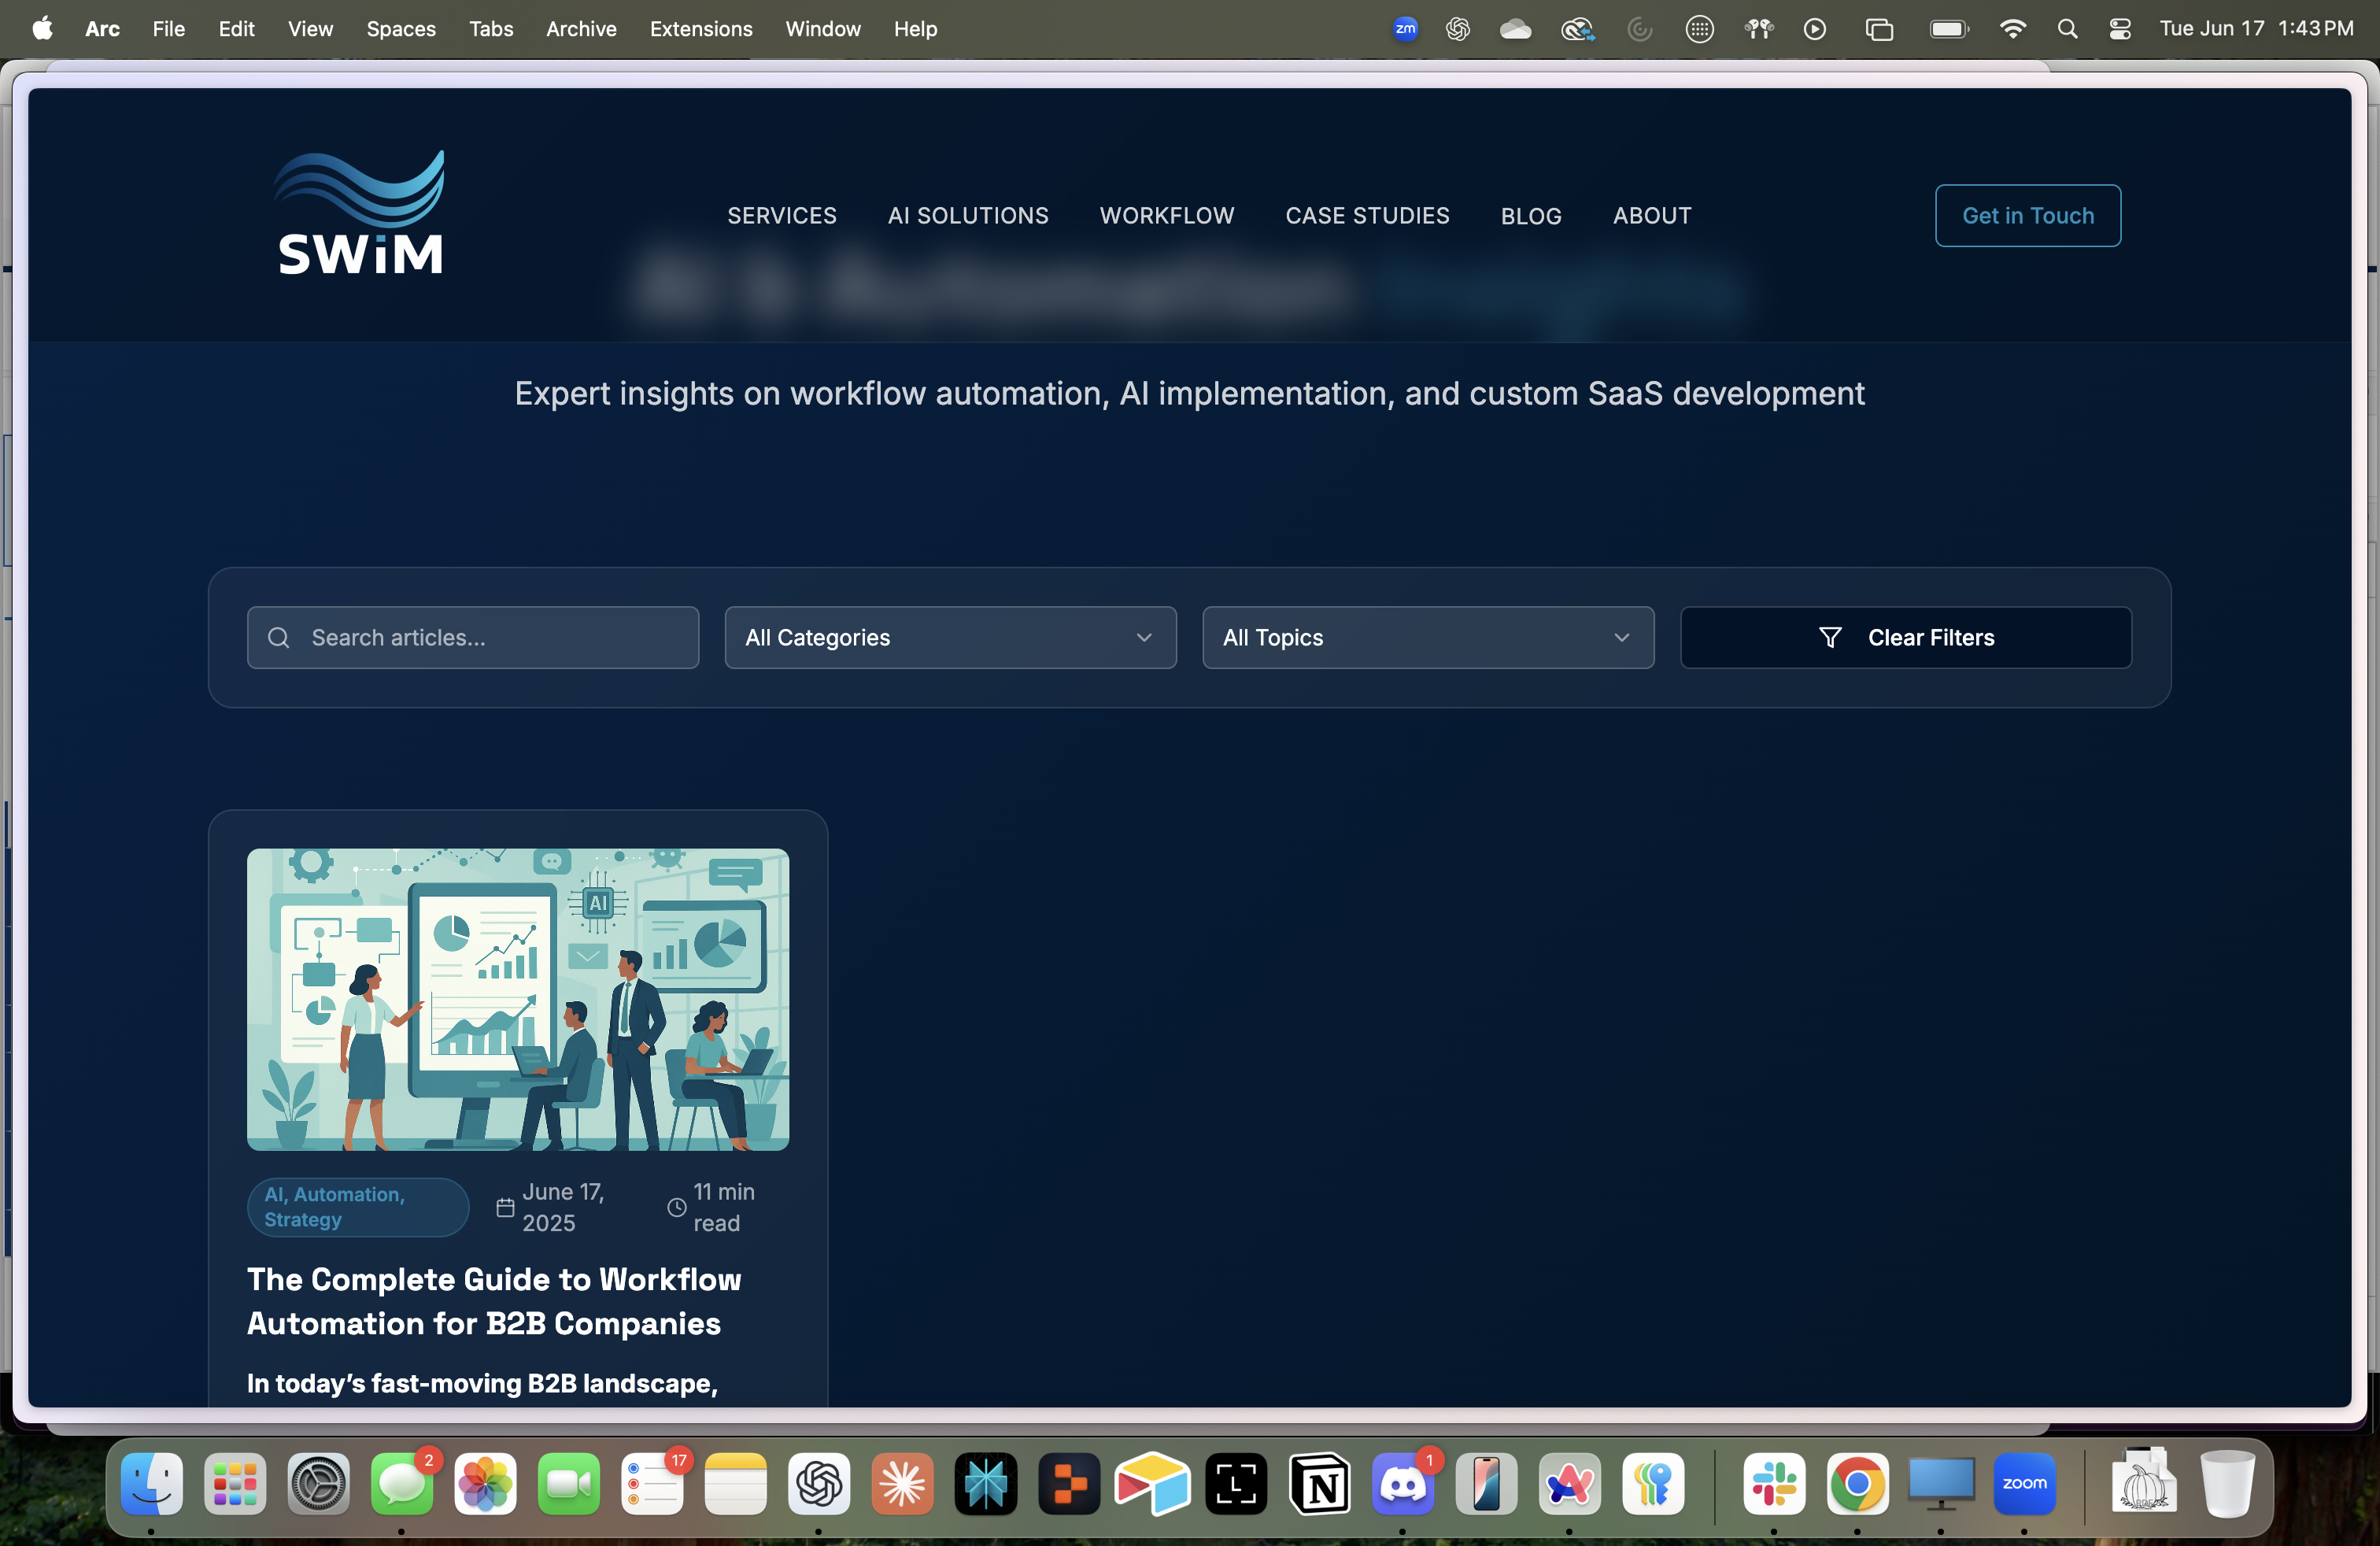 Arc File Edit View Spaces Tabs Archive Extensions Window Help zm Tue Jun 17 1:43 PM
SWiM
SERVICES AI SOLUTIONS WORKFLOW CASE STUDIES BLOG ABOUT Get in Touch
AI & Automation Insights
Expert insights on workflow automation, AI implementation, and custom SaaS development
Search articles... All Categories All Topics Clear Filters
AI
AI, Automation,
Strategy
June 17,
2025
11 min
read
The Complete Guide to Workflow
Automation for B2B Companies
In today's fast-moving B2B landscape,
2 17 1
zoom